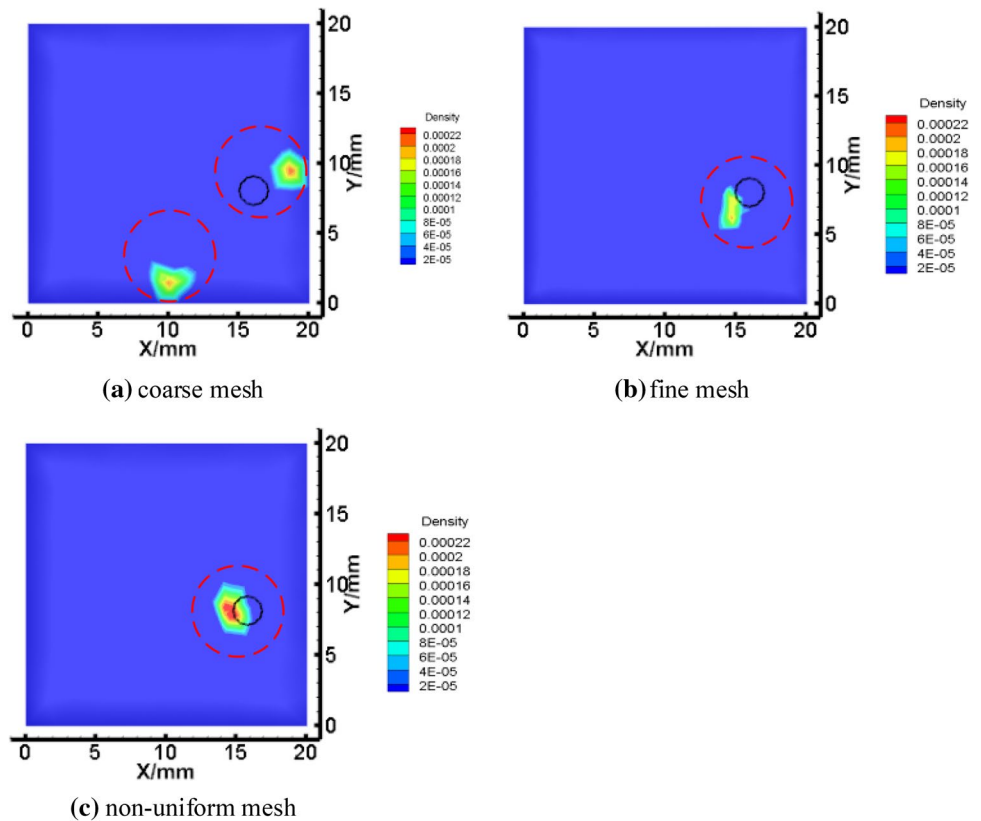 20
15
10
5
0
Y/mm
0 5 10 15 20
X/mm
Density
0.00022
0.0002
0.00018
0.00016
0.00014
0.00012
0.0001
8E-05
6E-05
4E-05
2E-05
(a) coarse mesh
20
15
10
5
0
Y/mm
0 5 10 15 20
X/mm
Density
0.00022
0.0002
0.00018
0.00016
0.00014
0.00012
0.0001
8E-05
6E-05
4E-05
2E-05
(b) fine mesh
20
15
10
5
0
Y/mm
0 5 10 15 20
X/mm
Density
0.00022
0.0002
0.00018
0.00016
0.00014
0.00012
0.0001
8E-05
6E-05
4E-05
2E-05
(c) non-uniform mesh